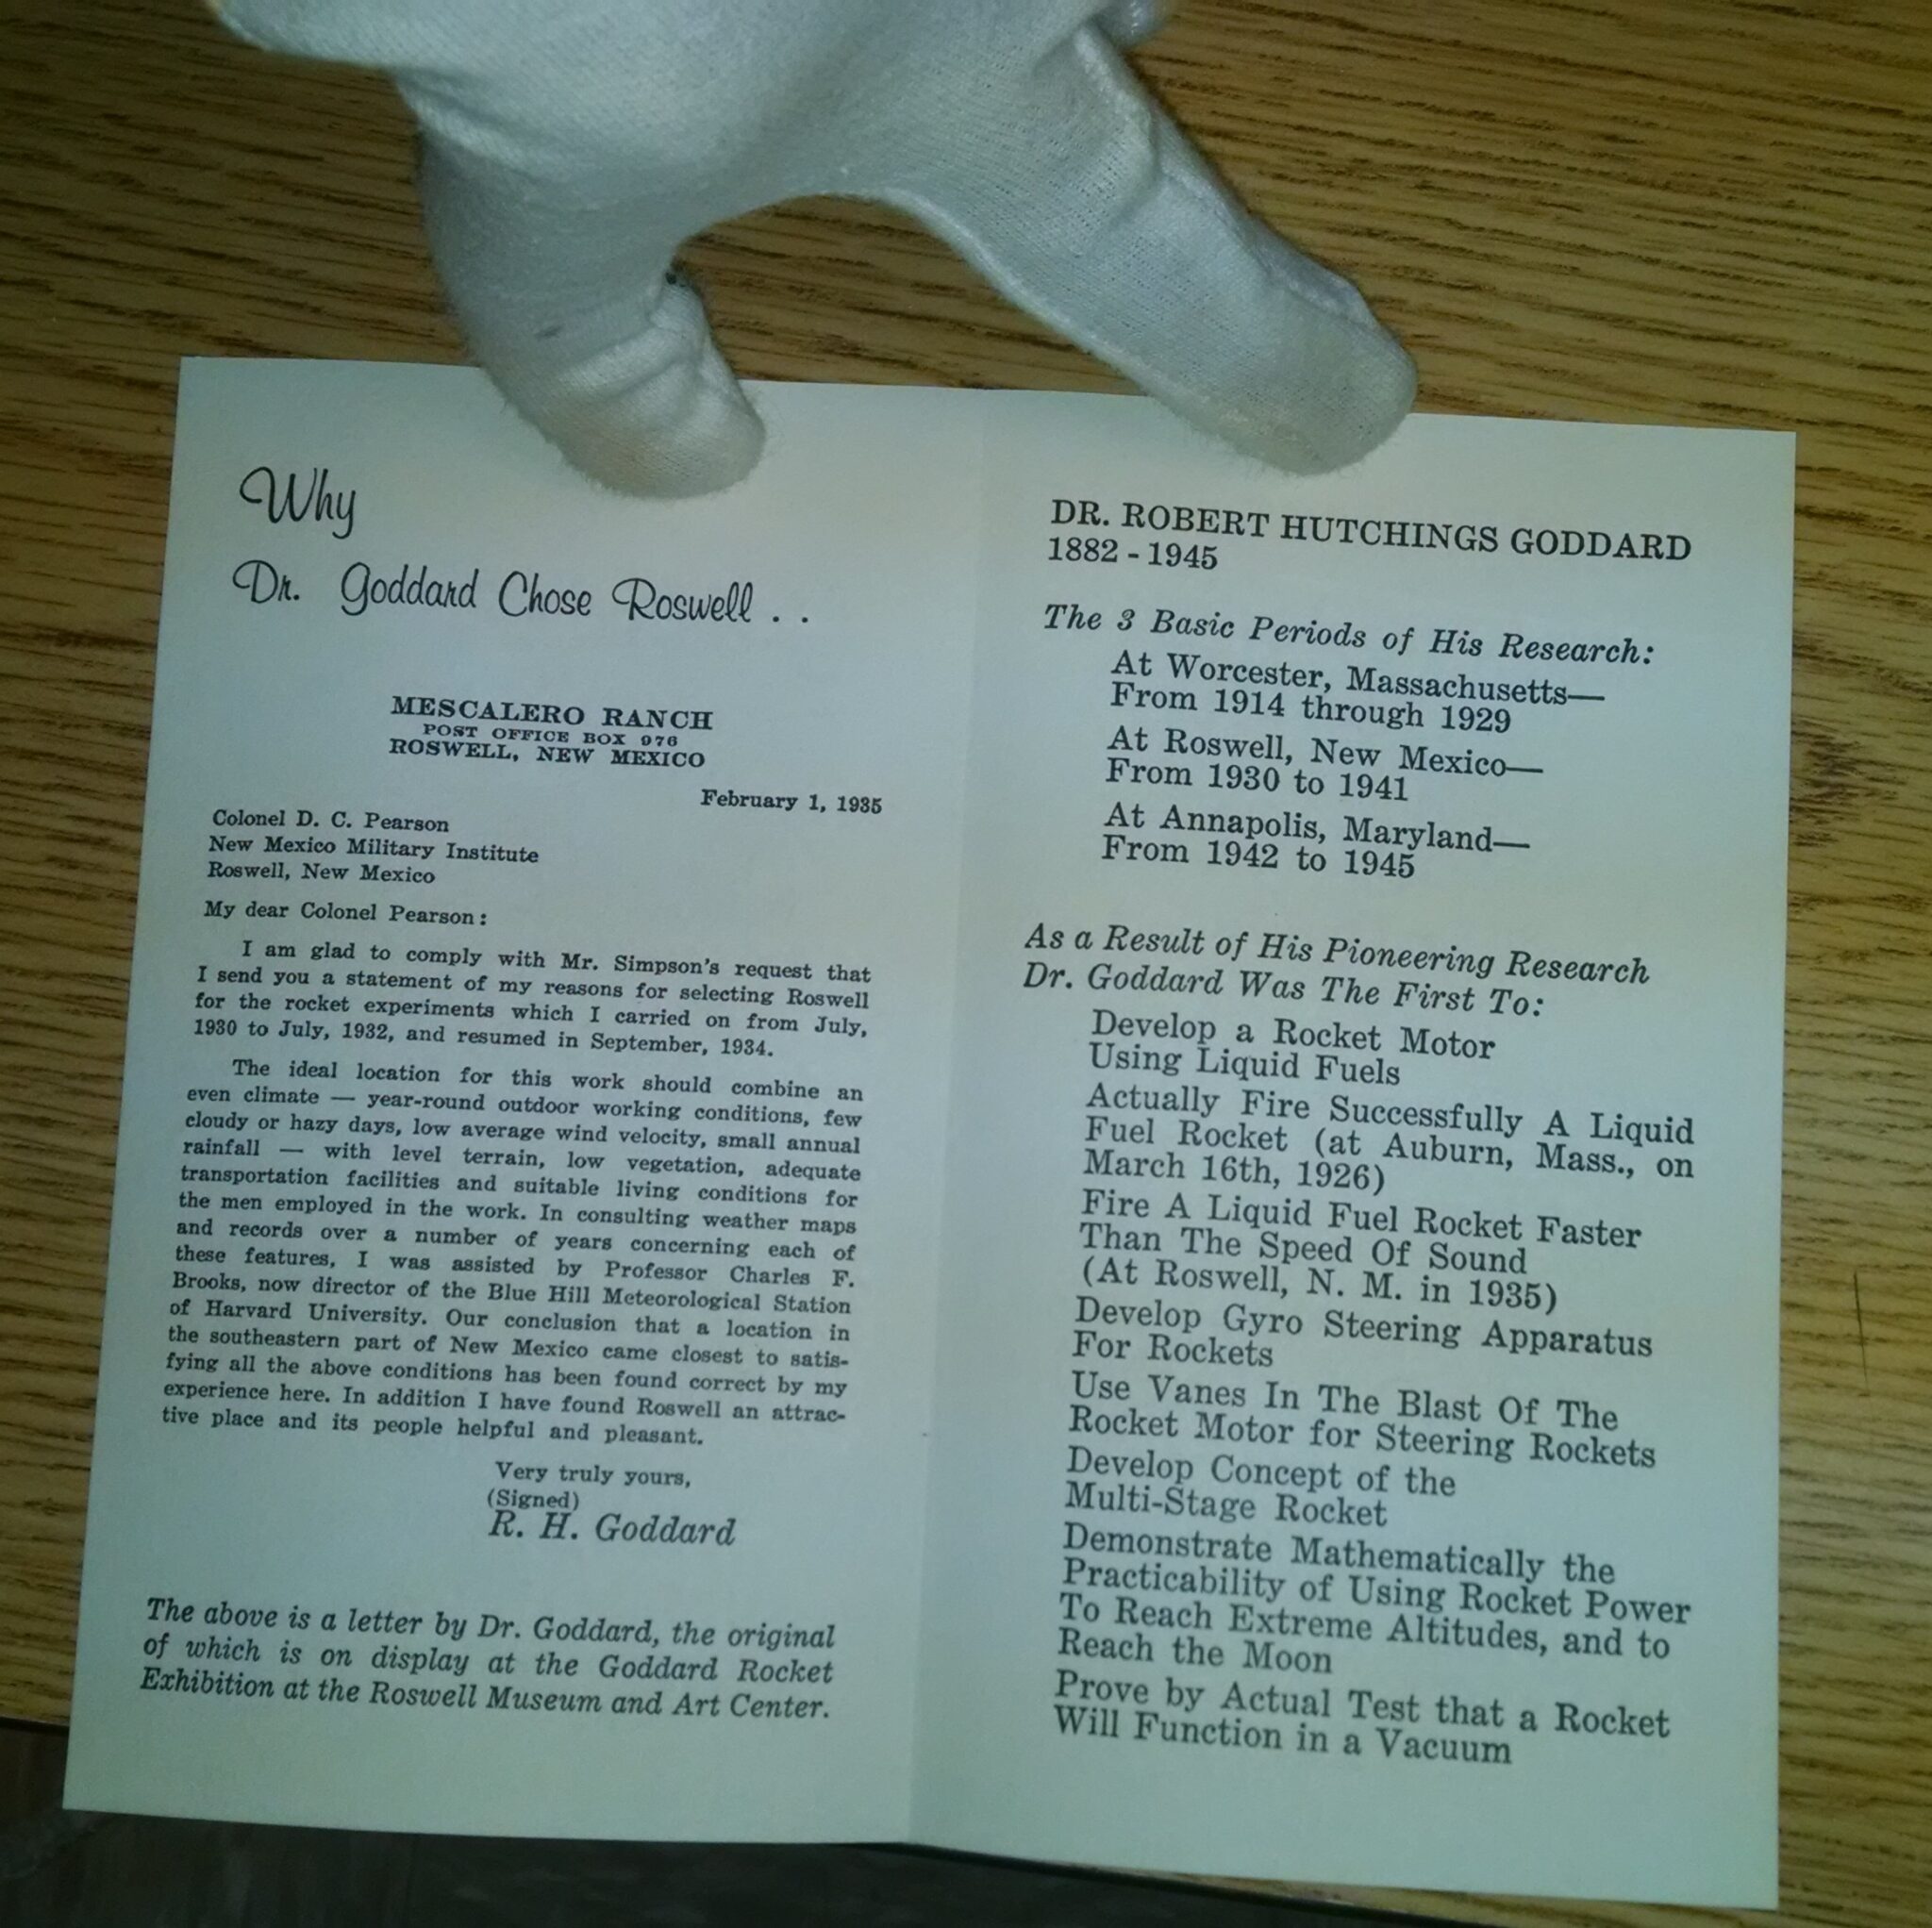 Why
Dr. Goddard Chose Roswell . .
MESCALERO RANCH
POST OFFICE BOX 976
ROSWELL, NEW MEXICO
February 1, 1935
Colonel D. C. Pearson
New Mexico Military Institute
Roswell, New Mexico
My dear Colonel Pearson:
I am glad to comply with Mr. Simpson's request that
I send you a statement of my reasons for selecting Roswell
for the rocket experiments which I carried on from July,
1930 to July, 1932, and resumed in September, 1934.
The ideal location for this work should combine an
even climate — year-round outdoor working conditions, few
cloudy or hazy days, low average wind velocity, small annual
rainfall — with level terrain, low vegetation, adequate
transportation facilities and suitable living conditions for
the men employed in the work. In consulting weather maps
and records over a number of years concerning each of
these features, I was assisted by Professor Charles F.
Brooks, now director of the Blue Hill Meteorological Station
of Harvard University. Our conclusion that a location in
the southeastern part of New Mexico came closest to satis-
fying all the above conditions has been found correct by my
experience here. In addition I have found Roswell an attrac-
tive place and its people helpful and pleasant.
Very truly yours,
(Signed)
R. H. Goddard
The above is a letter by Dr. Goddard, the original
of which is on display at the Goddard Rocket
Exhibition at the Roswell Museum and Art Center.
DR. ROBERT HUTCHINGS GODDARD
1882 - 1945
The 3 Basic Periods of His Research:
At Worcester, Massachusetts—
From 1914 through 1929
At Roswell, New Mexico—
From 1930 to 1941
At Annapolis, Maryland—
From 1942 to 1945
As a Result of His Pioneering Research
Dr. Goddard Was The First To:
Develop a Rocket Motor
Using Liquid Fuels
Actually Fire Successfully A Liquid
Fuel Rocket (at Auburn, Mass., on
March 16th, 1926)
Fire A Liquid Fuel Rocket Faster
Than The Speed Of Sound
(At Roswell, N. M. in 1935)
Develop Gyro Steering Apparatus
For Rockets
Use Vanes In The Blast Of The
Rocket Motor for Steering Rockets
Develop Concept of the
Multi-Stage Rocket
Demonstrate Mathematically the
Practicability of Using Rocket Power
To Reach Extreme Altitudes, and to
Reach the Moon
Prove by Actual Test that a Rocket
Will Function in a Vacuum